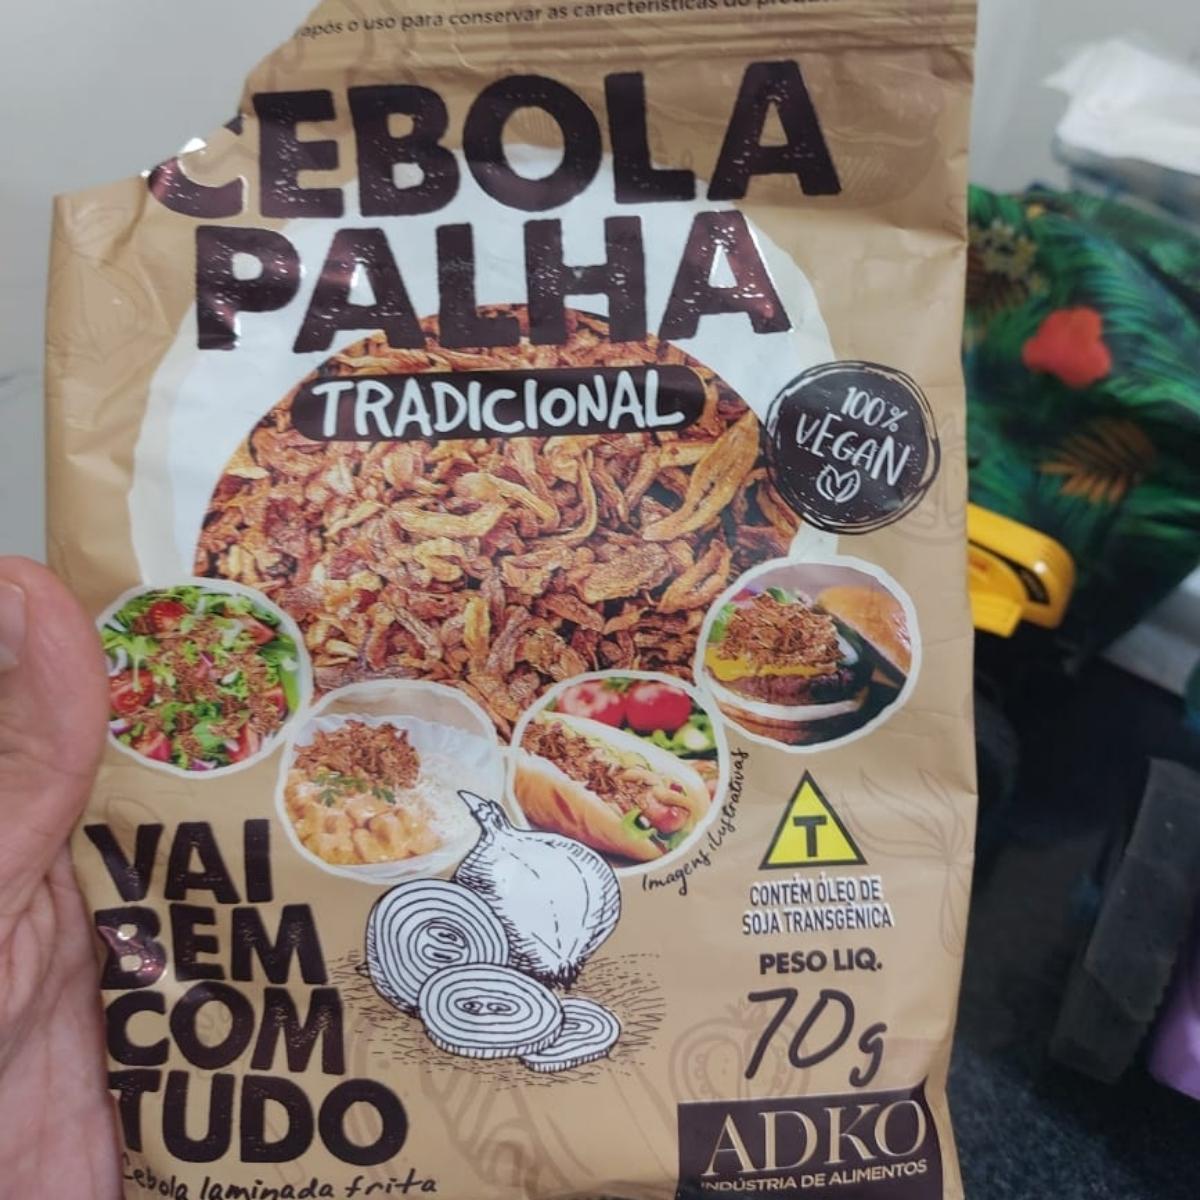 após o uso para conservar as características do produto
CEBOLA
PALHA
TRADICIONAL
100%
VEGAN
Imagens ilustrativas
VAI
BEM
COM
TUDO
Cebola laminada frita
T
CONTÉM ÓLEO DE
SOJA TRANSGÊNICA
PESO LIQ.
70g
ADKO
INDÚSTRIA DE ALIMENTOS